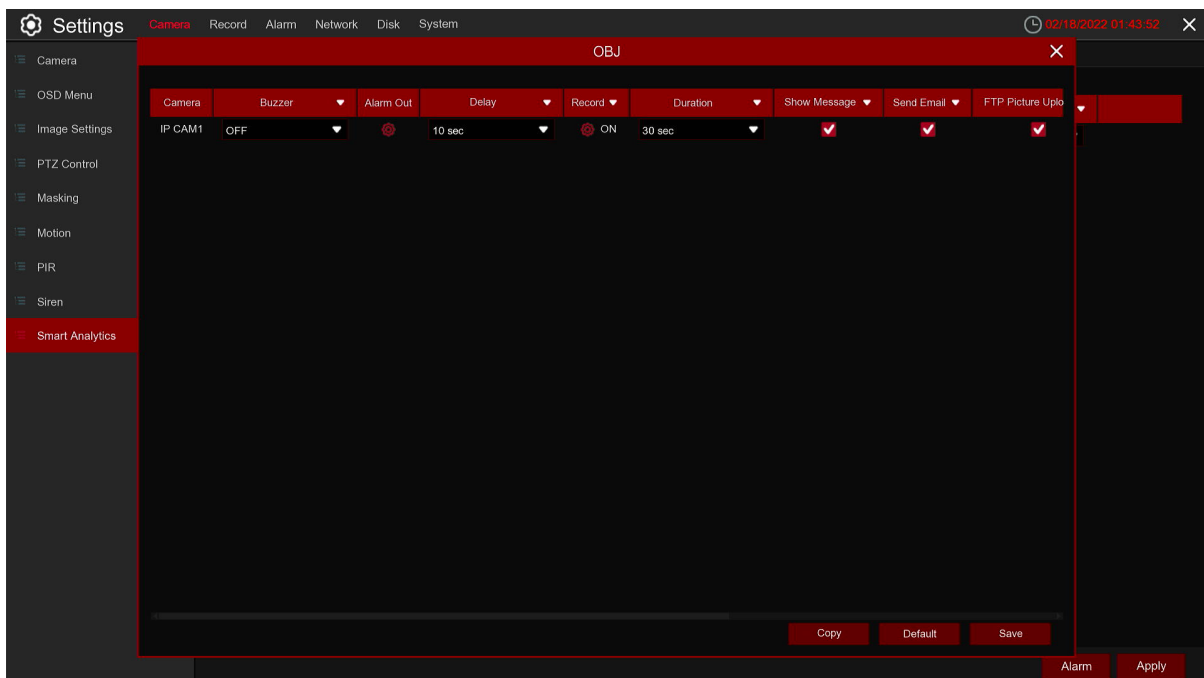 Settings Camera Record Alarm Network Disk System 02/18/2022 01:43:52
OBJ
Camera
OSD Menu
Image Settings
PTZ Control
Masking
Motion
PIR
Siren
Smart Analytics
Camera Buzzer Alarm Out Delay Record Duration Show Message Send Email FTP Picture Uplo
IP CAM1 OFF 10 sec ON 30 sec
Copy Default Save
Alarm Apply